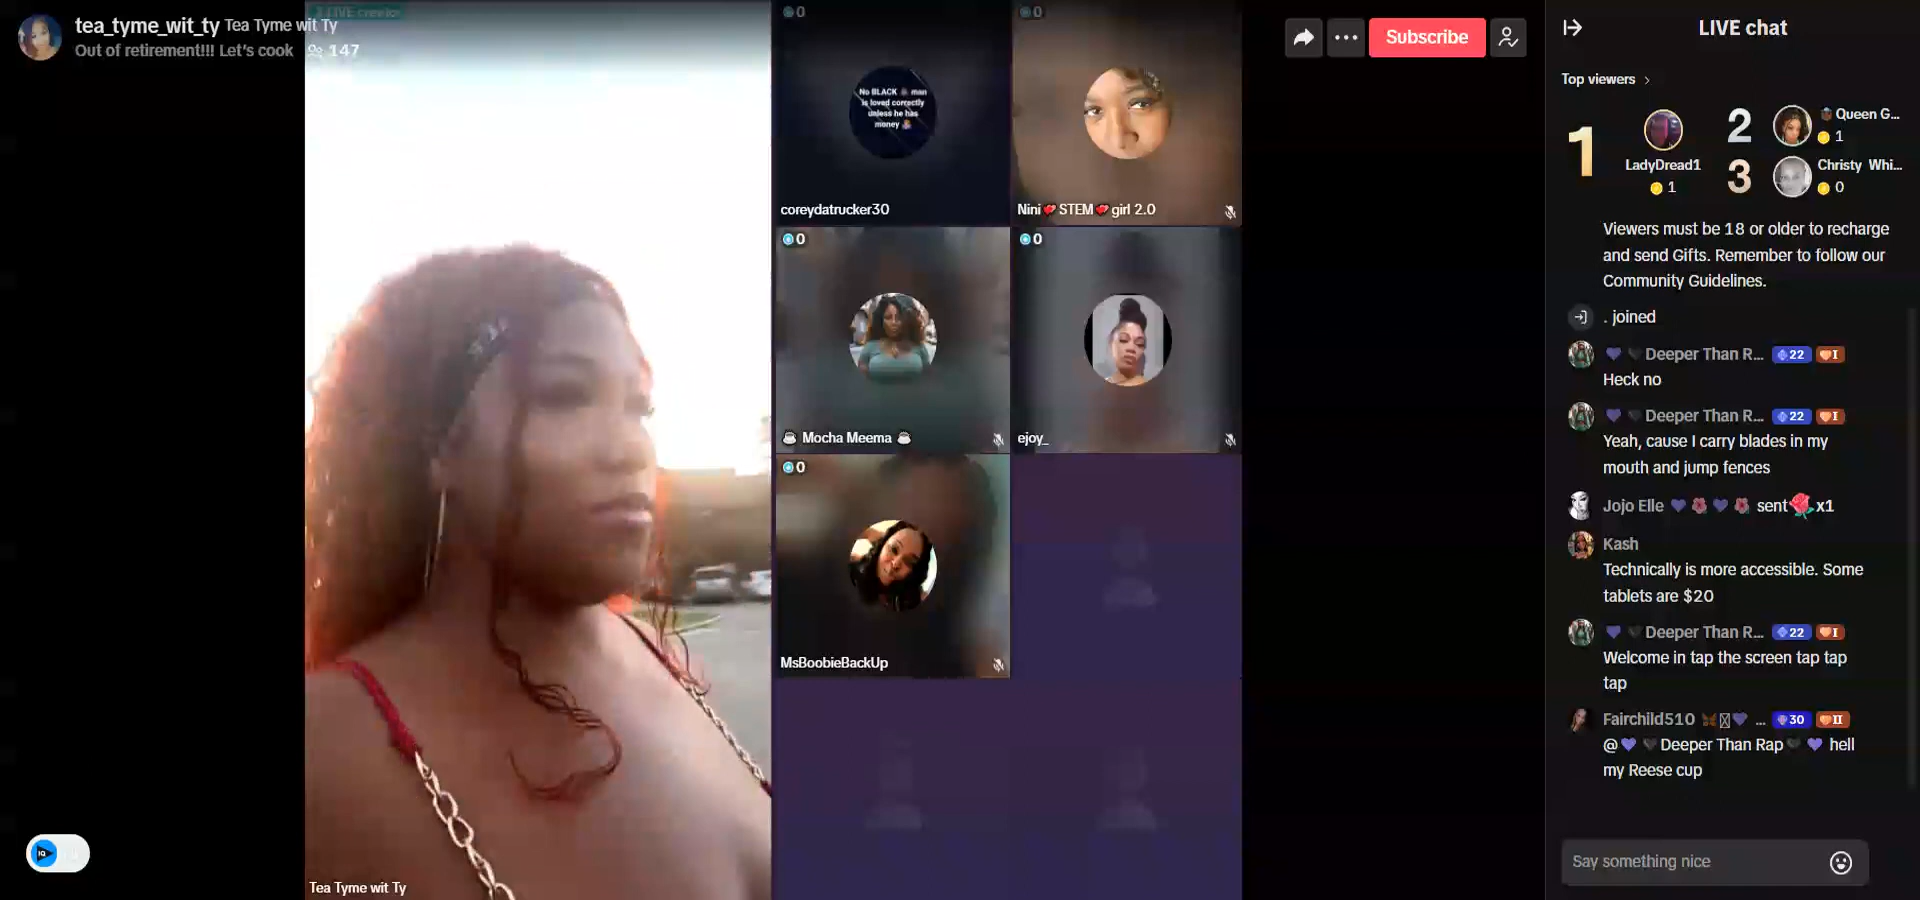 tea_tyme_wit_ty Tea Tyme wit Ty
Out of retirement!!! Let's cook
LIVE creator
147
0
No BLACK man
is loved correctly
unless he has
money
coreydatrucker30
0
Nini❤️STEM❤️girl 2.0
0
☕ Mocha Meema ☕
0
ejoy_
0
MsBoobieBackUp
Tea Tyme wit Ty
Subscribe
LIVE chat
Top viewers >
1
LadyDread1
1
2
Queen G...
1
3
Christy Whi...
0
Viewers must be 18 or older to recharge
and send Gifts. Remember to follow our
Community Guidelines.
. joined
💜🖤Deeper Than R... 22 I
Heck no
💜🖤Deeper Than R... 22 I
Yeah, cause I carry blades in my
mouth and jump fences
Jojo Elle 💜🌺💜🌺 sent🌹x1
Kash
Technically is more accessible. Some
tablets are $20
💜🖤Deeper Than R... 22 I
Welcome in tap the screen tap tap
tap
Fairchild510 🦋💜 ... 30 II
@💜🖤Deeper Than Rap🖤💜 hell
my Reese cup
Say something nice